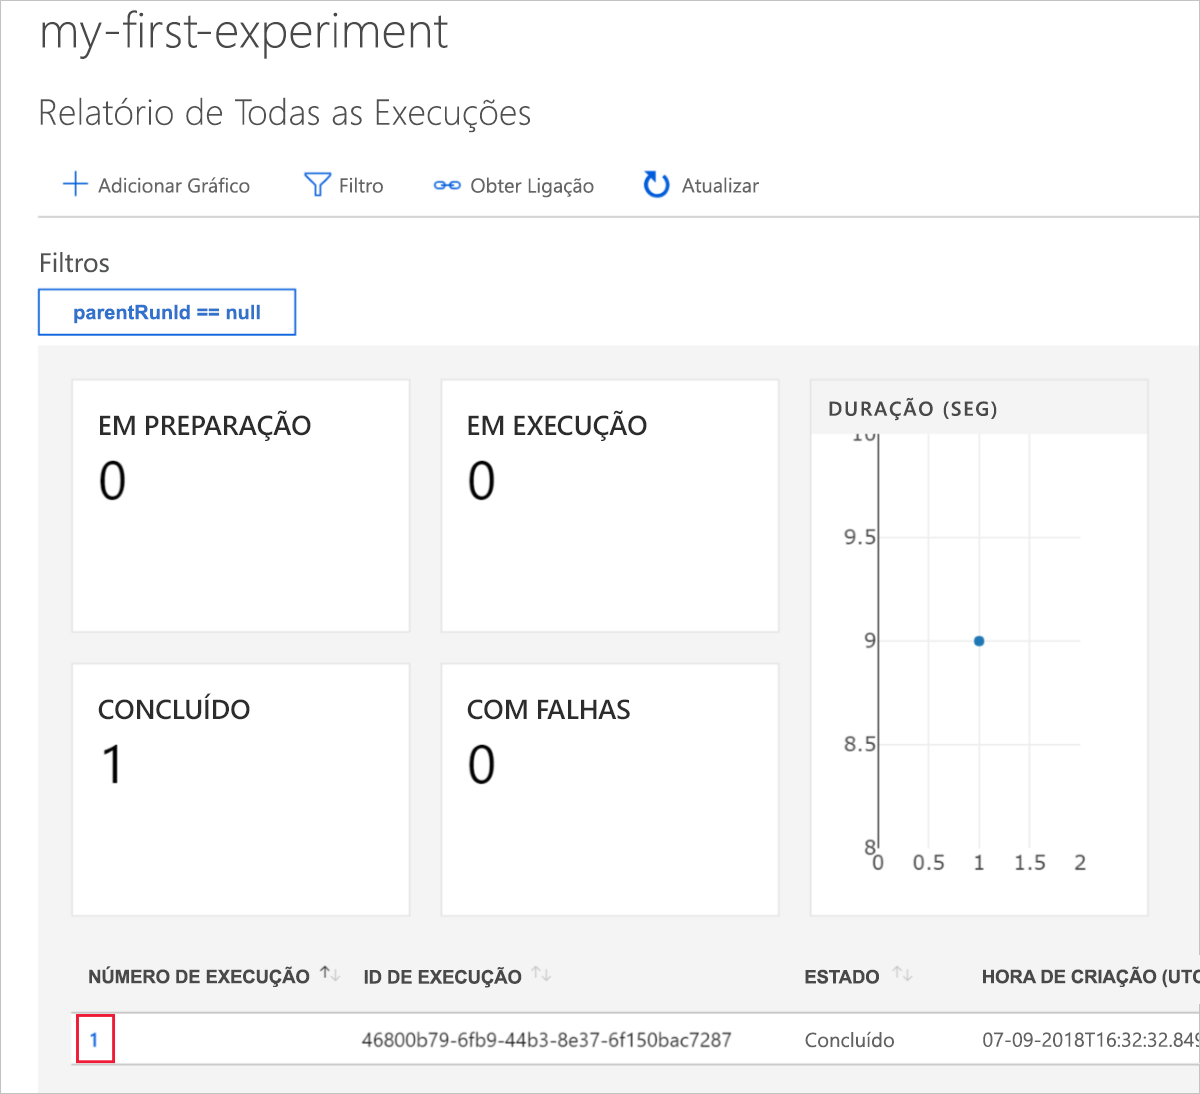 my-first-experiment
Relatório de Todas as Execuções
Adicionar Gráfico Filtro Obter Ligação Atualizar
Filtros
parentRunId == null
EM PREPARAÇÃO
0
EM EXECUÇÃO
0
CONCLUÍDO
1
COM FALHAS
0
DURAÇÃO (SEG)
10
9.5
9
8.5
8
0 0.5 1 1.5 2
NÚMERO DE EXECUÇÃO ID DE EXECUÇÃO ESTADO HORA DE CRIAÇÃO (UTC
1 46800b79-6fb9-44b3-8e37-6f150bac7287 Concluído 07-09-2018T16:32:32.849